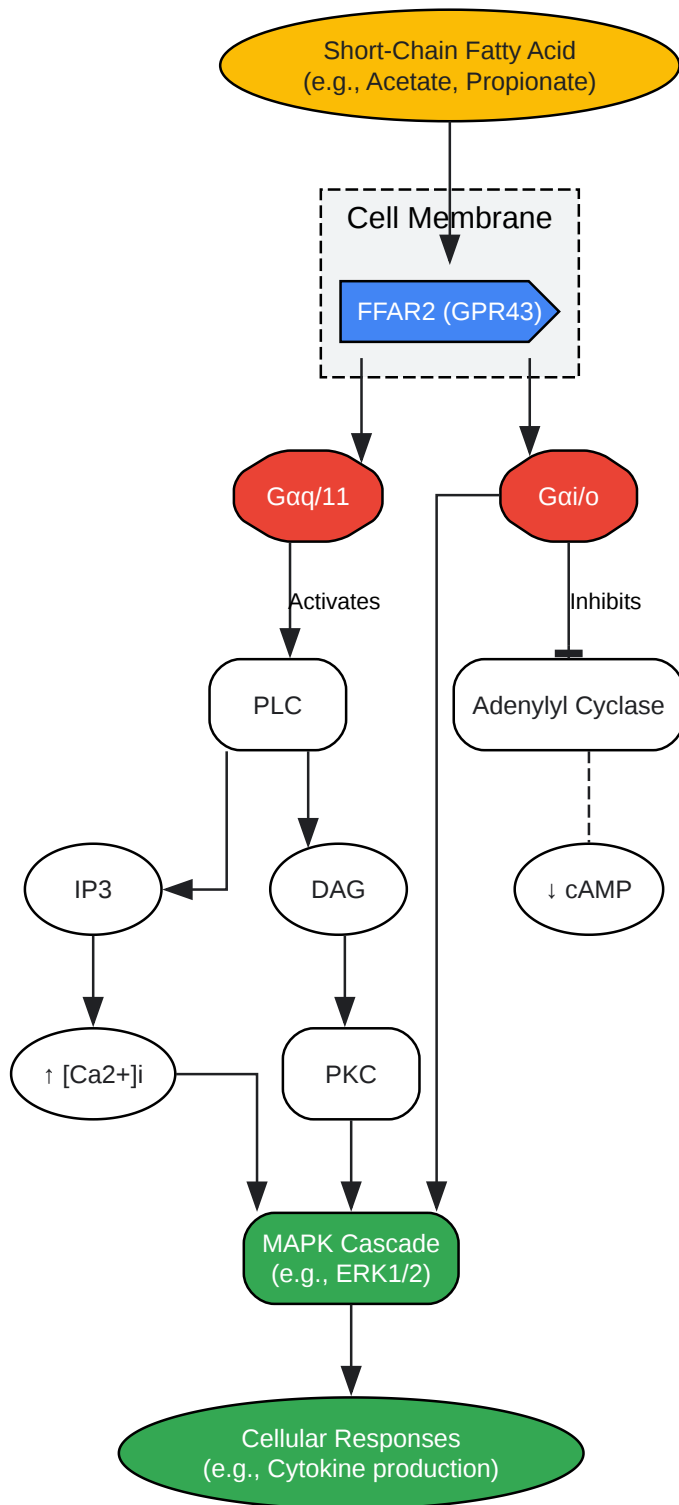 Short-Chain Fatty Acid
(e.g., Acetate, Propionate)
Cell Membrane
FFAR2 (GPR43)
Gαq/11
Gαi/o
Activates
Inhibits
PLC
Adenylyl Cyclase
IP3
DAG
↓ cAMP
↑ [Ca2+]i
PKC
MAPK Cascade
(e.g., ERK1/2)
Cellular Responses
(e.g., Cytokine production)